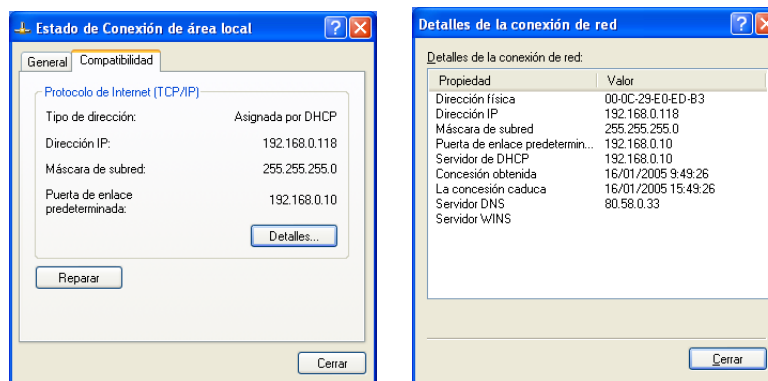 Estado de Conexión de área local
General
Compatibilidad
Protocolo de Internet (TCP/IP)
Tipo de dirección: Asignada por DHCP
Dirección IP: 192.168.0.118
Máscara de subred: 255.255.255.0
Puerta de enlace
predeterminada: 192.168.0.10
Detalles...
Reparar
Cerrar
Detalles de la conexión de red
Detalles de la conexión de red:
Propiedad Valor
Dirección física 00-0C-29-E0-ED-B3
Dirección IP 192.168.0.118
Máscara de subred 255.255.255.0
Puerta de enlace predetermin... 192.168.0.10
Servidor de DHCP 192.168.0.10
Concesión obtenida 16/01/2005 9:49:26
La concesión caduca 16/01/2005 15:49:26
Servidor DNS 80.58.0.33
Servidor WINS
Cerrar